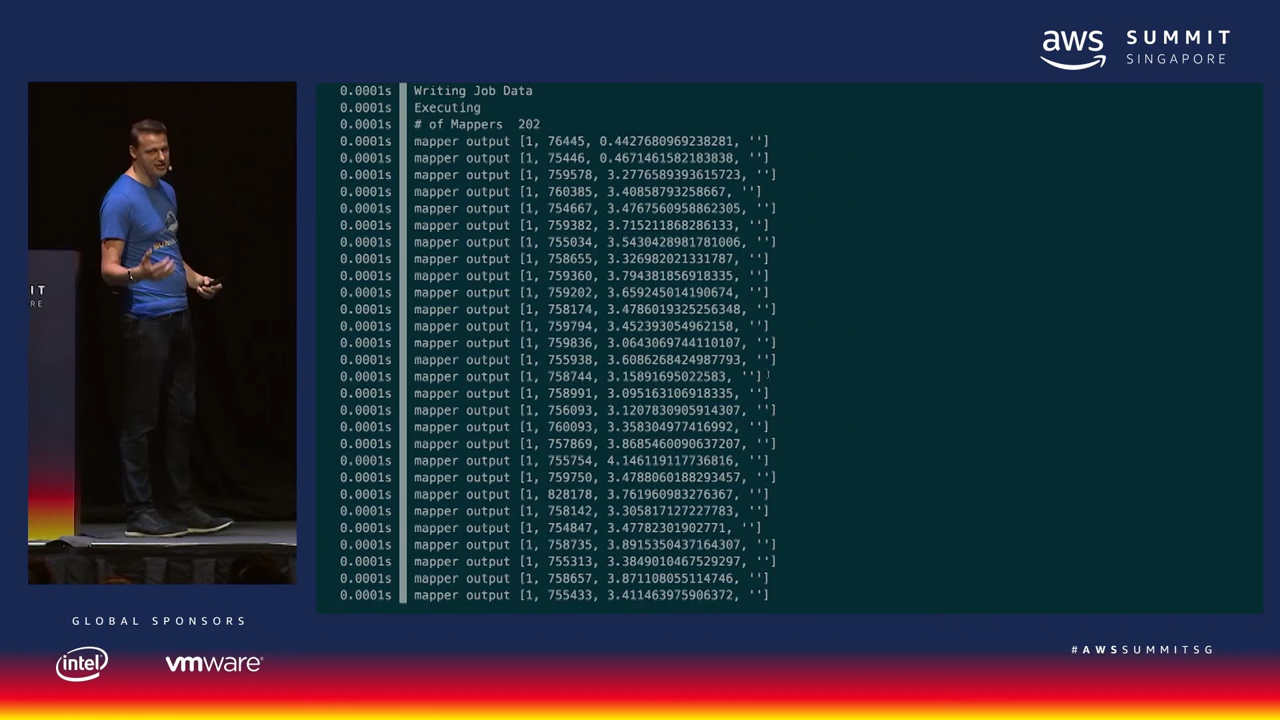 aws SUMMIT
SINGAPORE
0.0001s Writing Job Data
0.0001s Executing
0.0001s # of Mappers 202
0.0001s mapper output [1, 76445, 0.4427680969238281, '']
0.0001s mapper output [1, 75446, 0.4671461582183838, '']
0.0001s mapper output [1, 759578, 3.2776589393615723, '']
0.0001s mapper output [1, 760385, 3.40858793258667, '']
0.0001s mapper output [1, 754667, 3.4767560958862305, '']
0.0001s mapper output [1, 759382, 3.715211868286133, '']
0.0001s mapper output [1, 755034, 3.5430428981781006, '']
0.0001s mapper output [1, 758655, 3.326982021331787, '']
0.0001s mapper output [1, 759360, 3.794381856918335, '']
0.0001s mapper output [1, 759202, 3.659245014190674, '']
0.0001s mapper output [1, 758174, 3.4786019325256348, '']
0.0001s mapper output [1, 759794, 3.452393054962158, '']
0.0001s mapper output [1, 759836, 3.0643069744110107, '']
0.0001s mapper output [1, 755938, 3.6086268424987793, '']
0.0001s mapper output [1, 758744, 3.15891695022583, '']
0.0001s mapper output [1, 758991, 3.095163106918335, '']
0.0001s mapper output [1, 756093, 3.1207830905914307, '']
0.0001s mapper output [1, 760093, 3.358304977416992, '']
0.0001s mapper output [1, 757869, 3.8685460090637207, '']
0.0001s mapper output [1, 755754, 4.146119117736816, '']
0.0001s mapper output [1, 759750, 3.4788060188293457, '']
0.0001s mapper output [1, 828178, 3.761960983276367, '']
0.0001s mapper output [1, 758142, 3.305817127227783, '']
0.0001s mapper output [1, 754847, 3.47782301902771, '']
0.0001s mapper output [1, 758735, 3.8915350437164307, '']
0.0001s mapper output [1, 755313, 3.3849010467529297, '']
0.0001s mapper output [1, 758657, 3.871108055114746, '']
0.0001s mapper output [1, 755433, 3.411463975906372, '']
IT
RE
GLOBAL SPONSORS
intel
vmware
#AWSSUMMITSG